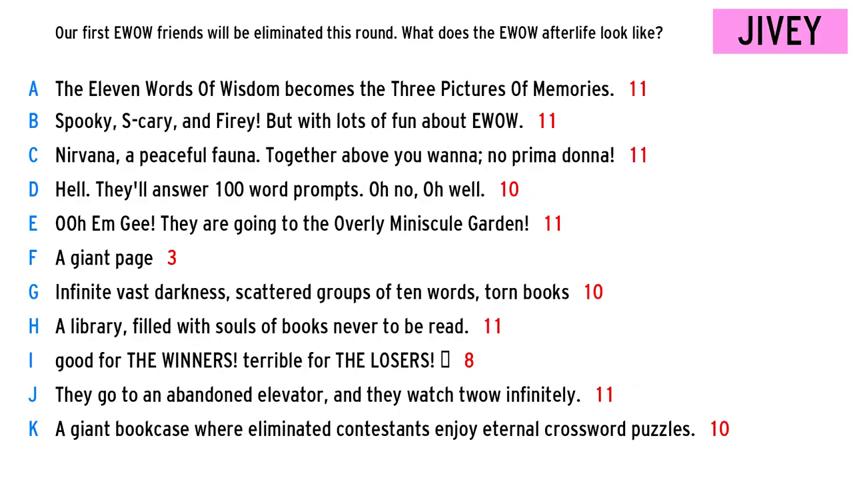 Our first EWOW friends will be eliminated this round. What does the EWOW afterlife look like?
JIVEY
A The Eleven Words Of Wisdom becomes the Three Pictures Of Memories. 11
B Spooky, S-cary, and Firey! But with lots of fun about EWOW. 11
C Nirvana, a peaceful fauna. Together above you wanna; no prima donna! 11
D Hell. They'll answer 100 word prompts. Oh no, Oh well. 10
E OOh Em Gee! They are going to the Overly Miniscule Garden! 11
F A giant page 3
G Infinite vast darkness, scattered groups of ten words, torn books 10
H A library, filled with souls of books never to be read. 11
I good for THE WINNERS! terrible for THE LOSERS! 8
J They go to an abandoned elevator, and they watch twow infinitely. 11
K A giant bookcase where eliminated contestants enjoy eternal crossword puzzles. 10